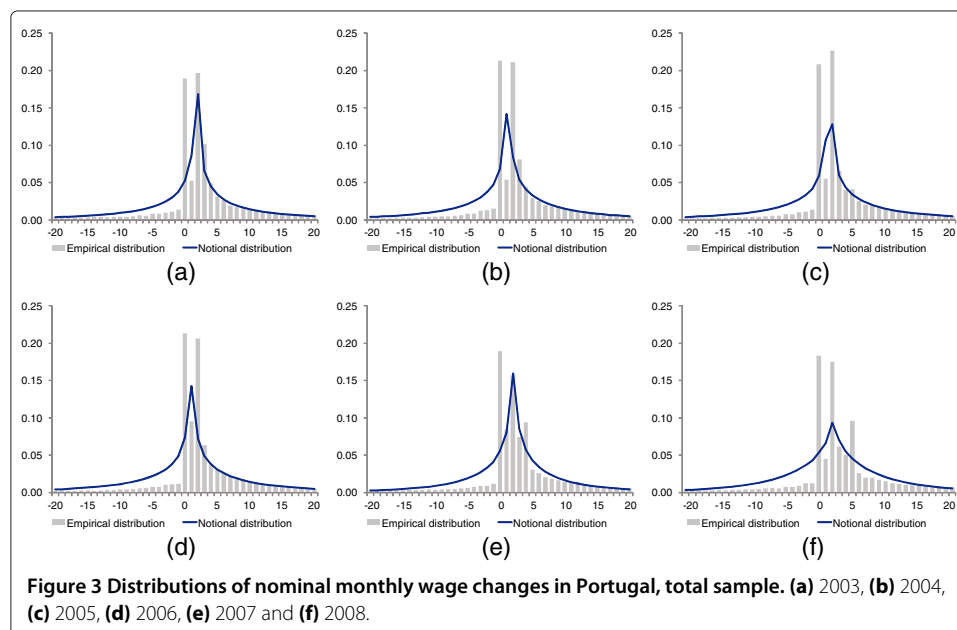 0.25
0.20
0.15
0.10
0.05
0.00
-20 -15 -10 -5 0 5 10 15 20
Empirical distribution Notional distribution
(a)
0.25
0.20
0.15
0.10
0.05
0.00
-20 -15 -10 -5 0 5 10 15 20
Empirical distribution Notional distribution
(b)
0.25
0.20
0.15
0.10
0.05
0.00
-20 -15 -10 -5 0 5 10 15 20
Empirical distribution Notional distribution
(c)
0.25
0.20
0.15
0.10
0.05
0.00
-20 -15 -10 -5 0 5 10 15 20
Empirical distribution Notional distribution
(d)
0.25
0.20
0.15
0.10
0.05
0.00
-20 -15 -10 -5 0 5 10 15 20
Empirical distribution Notional distribution
(e)
0.25
0.20
0.15
0.10
0.05
0.00
-20 -15 -10 -5 0 5 10 15 20
Empirical distribution Notional distribution
(f)
Figure 3 Distributions of nominal monthly wage changes in Portugal, total sample. (a) 2003, (b) 2004,
(c) 2005, (d) 2006, (e) 2007 and (f) 2008.